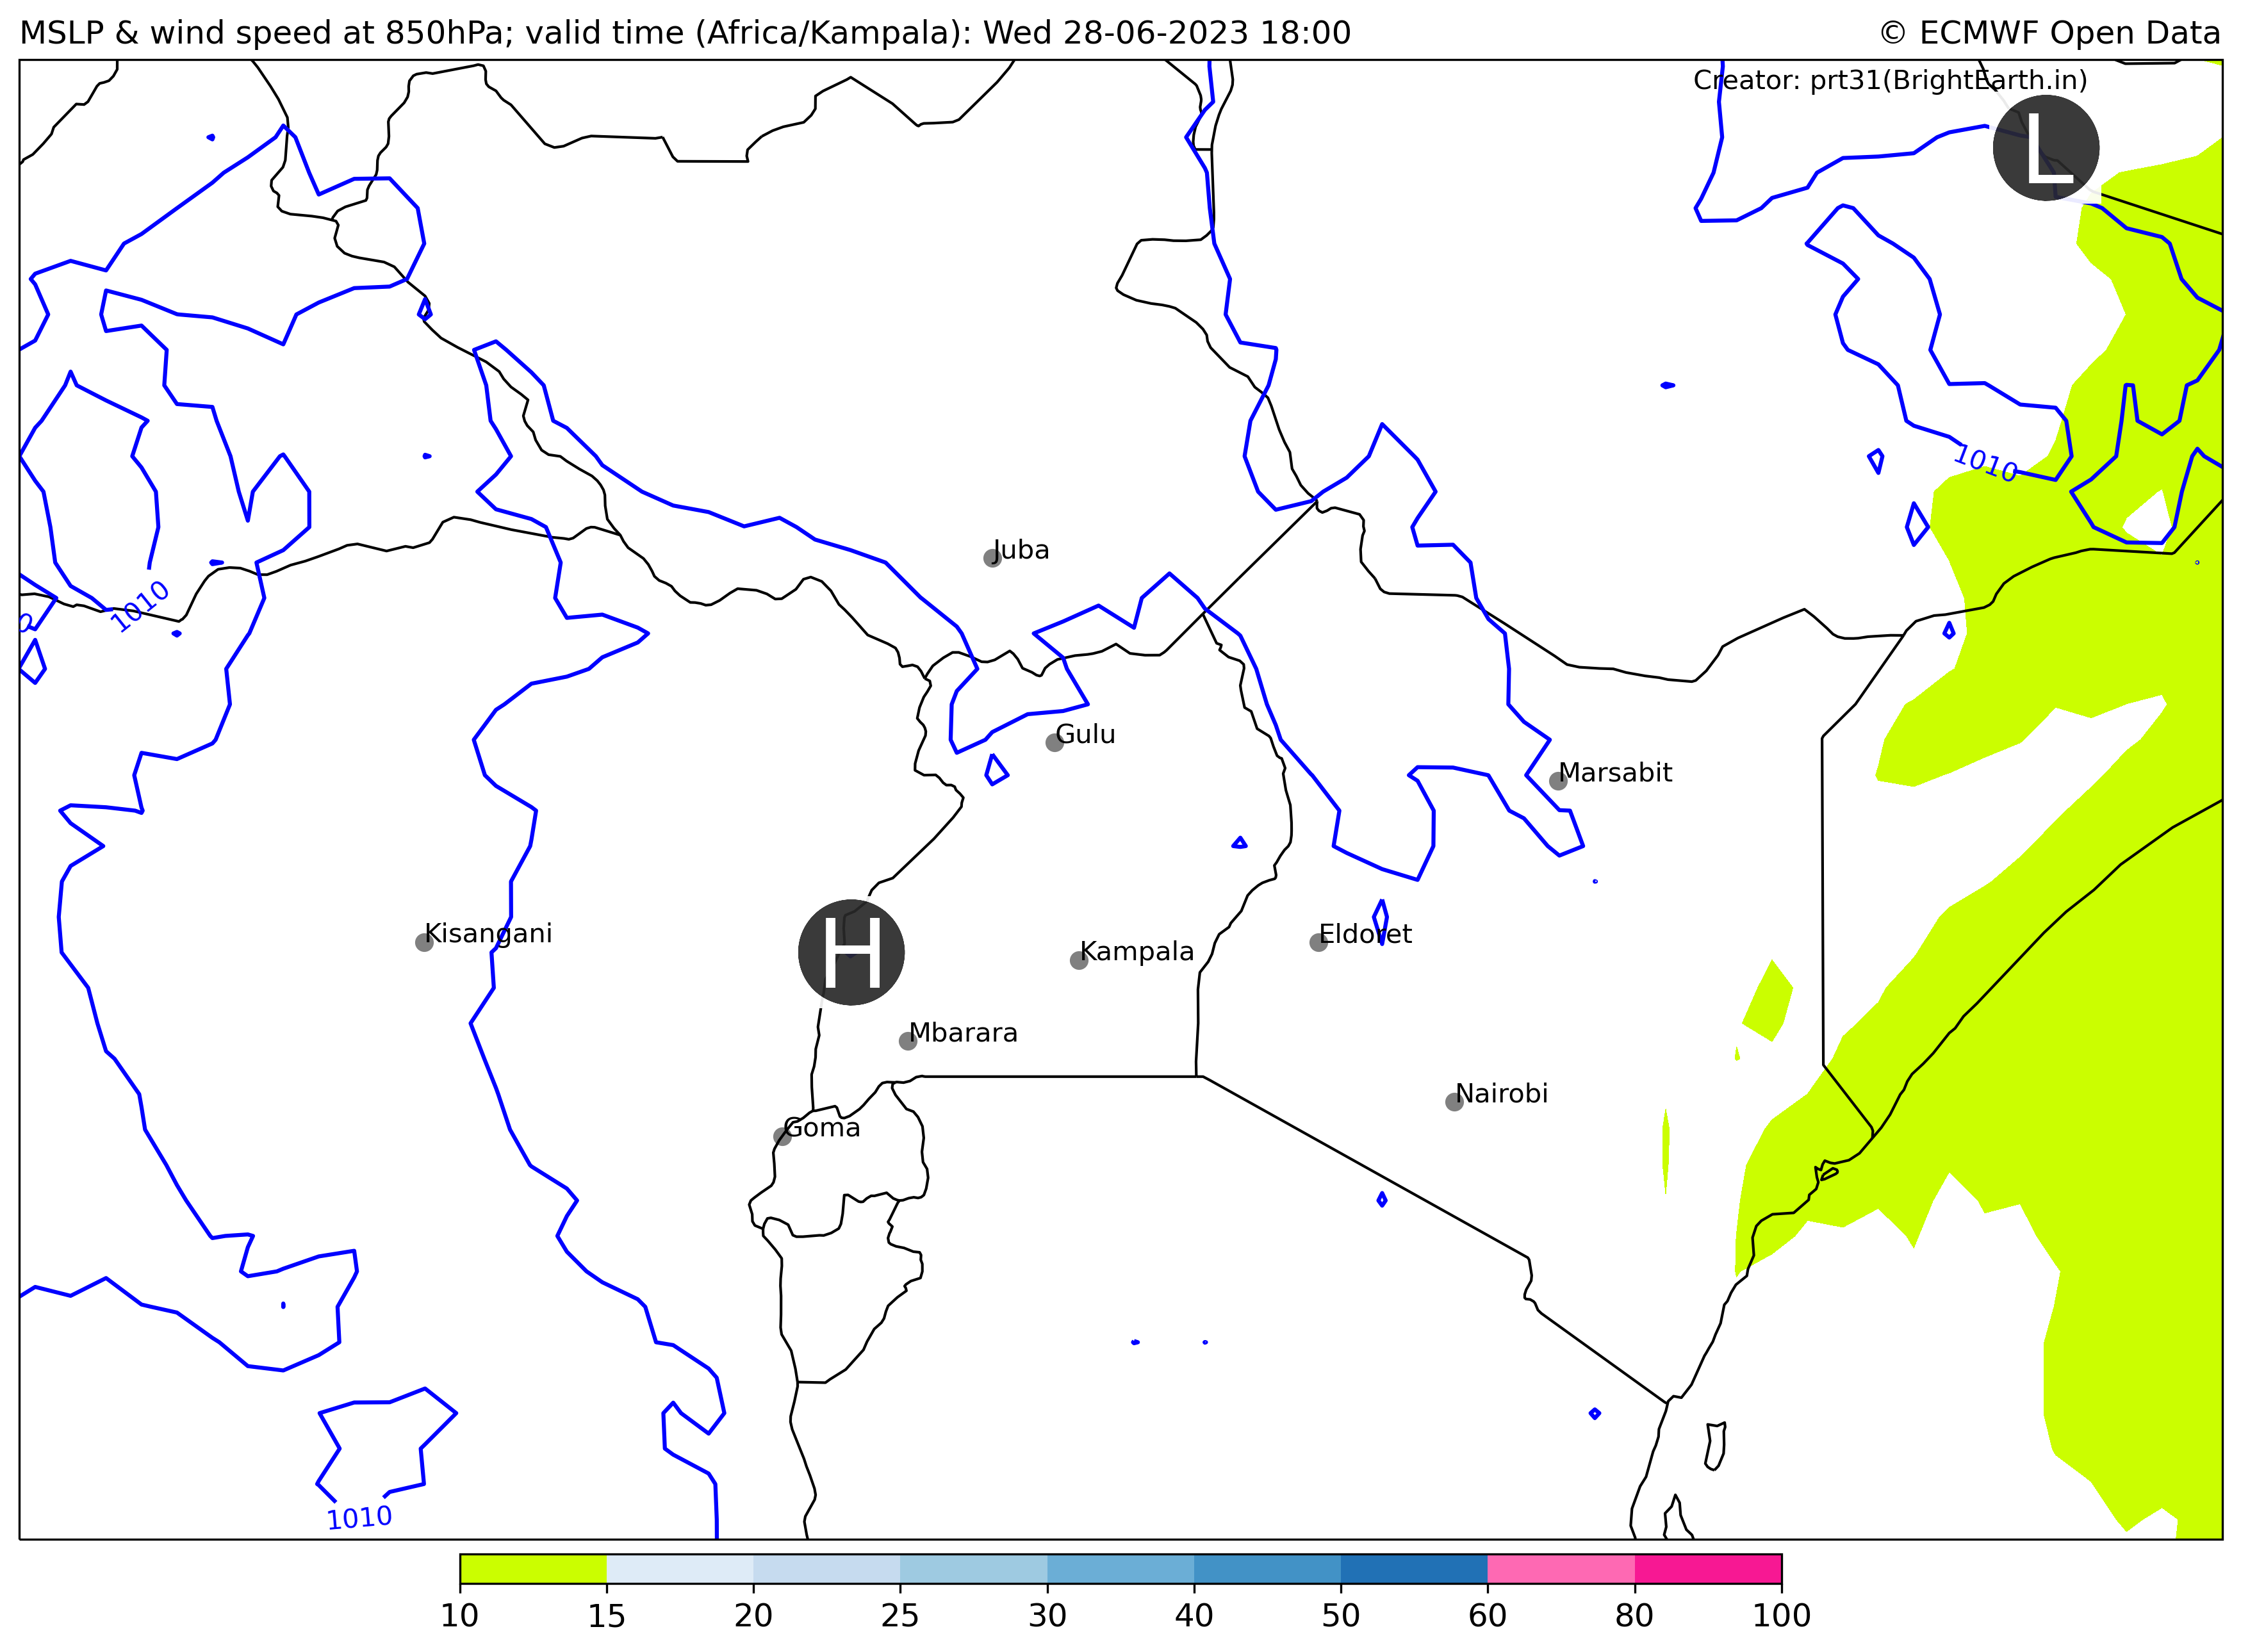 MSLP & wind speed at 850hPa; valid time (Africa/Kampala): Wed 28-06-2023 18:00
© ECMWF Open Data
Creator: prt31(BrightEarth.in)
L
1010
Juba
1010
Gulu
Marsabit
Kisangani
H
Kampala
Eldoret
Mbarara
Nairobi
Goma
1010
10 15 20 25 30 40 50 60 80 100